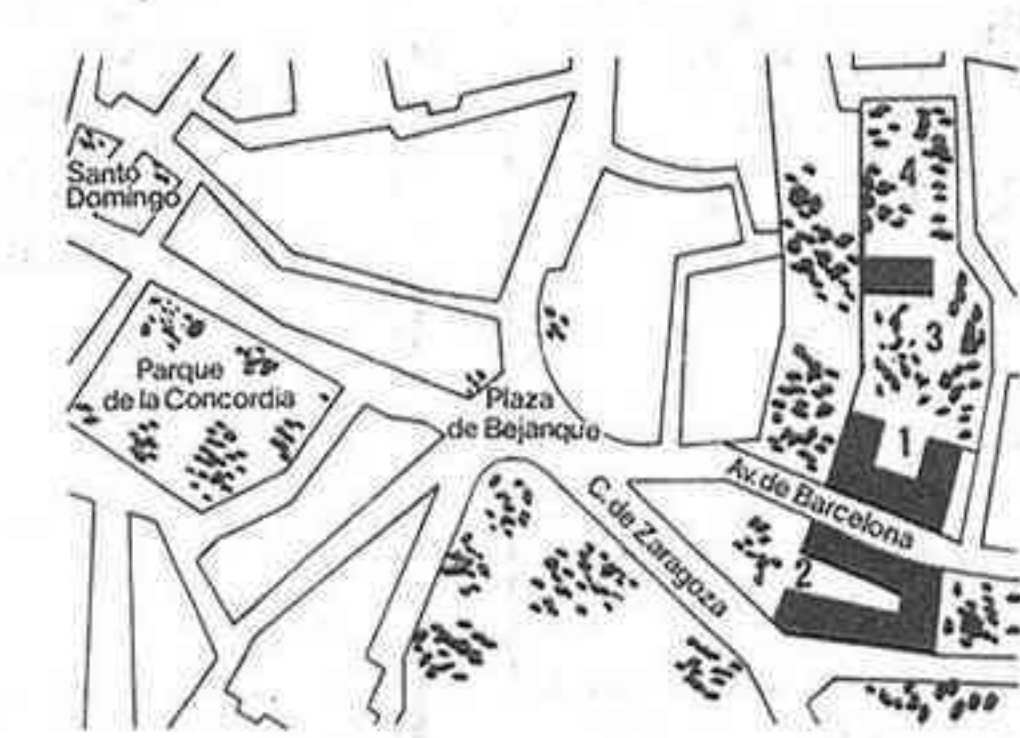 4
Santo
Domingo
3
Parque
de la Concordia
Plaza
de Bejanque
1
Av. de Barcelona
C. de Zaragoza
2